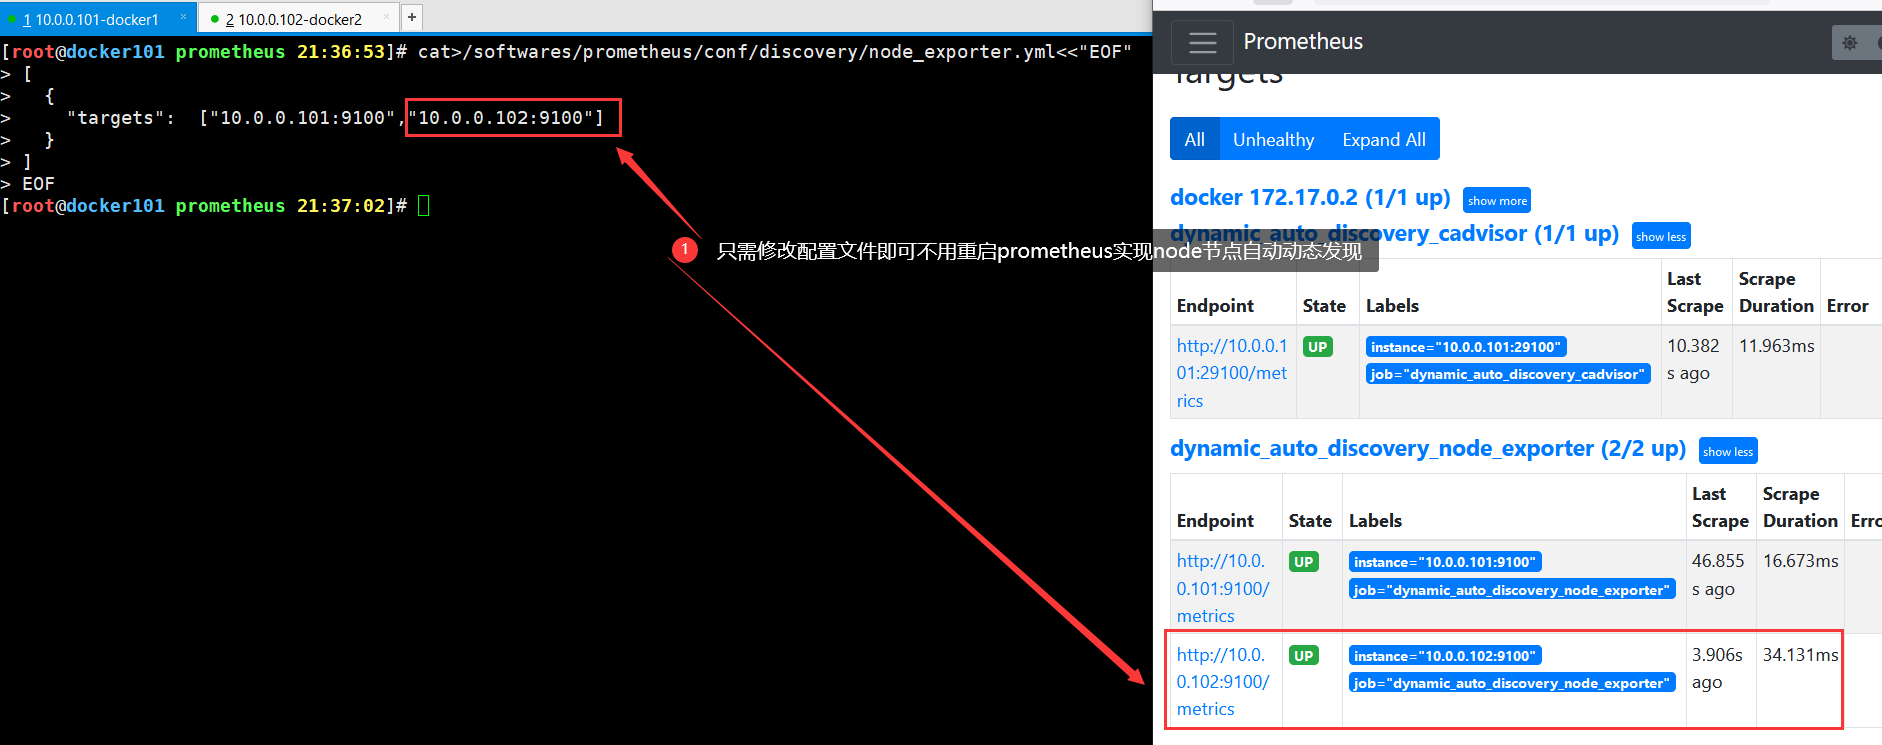 1 10.0.0.101-docker1 × 2 10.0.0.102-docker2 × +
[root@docker101 prometheus 21:36:53]# cat>/softwares/prometheus/conf/discovery/node_exporter.yml<<"EOF"
> [
>   {
>     "targets":  ["10.0.0.101:9100","10.0.0.102:9100"]
>   }
> ]
> EOF
[root@docker101 prometheus 21:37:02]#
1 只需修改配置文件即可不用重启prometheus实现node节点自动动态发现
Prometheus
Targets
All Unhealthy Expand All
docker 172.17.0.2 (1/1 up) show more
dynamic_auto_discovery_cadvisor (1/1 up) show less
Endpoint State Labels Last Scrape Scrape Duration Error
http://10.0.0.1 UP instance="10.0.0.101:29100" 10.382 11.963ms
01:29100/met job="dynamic_auto_discovery_cadvisor" s ago
rics
dynamic_auto_discovery_node_exporter (2/2 up) show less
Endpoint State Labels Last Scrape Scrape Duration Erro
http://10.0. UP instance="10.0.0.101:9100" 46.855 16.673ms
0.101:9100/ job="dynamic_auto_discovery_node_exporter" s ago
metrics
http://10.0. UP instance="10.0.0.102:9100" 3.906s 34.131ms
0.102:9100/ job="dynamic_auto_discovery_node_exporter" ago
metrics